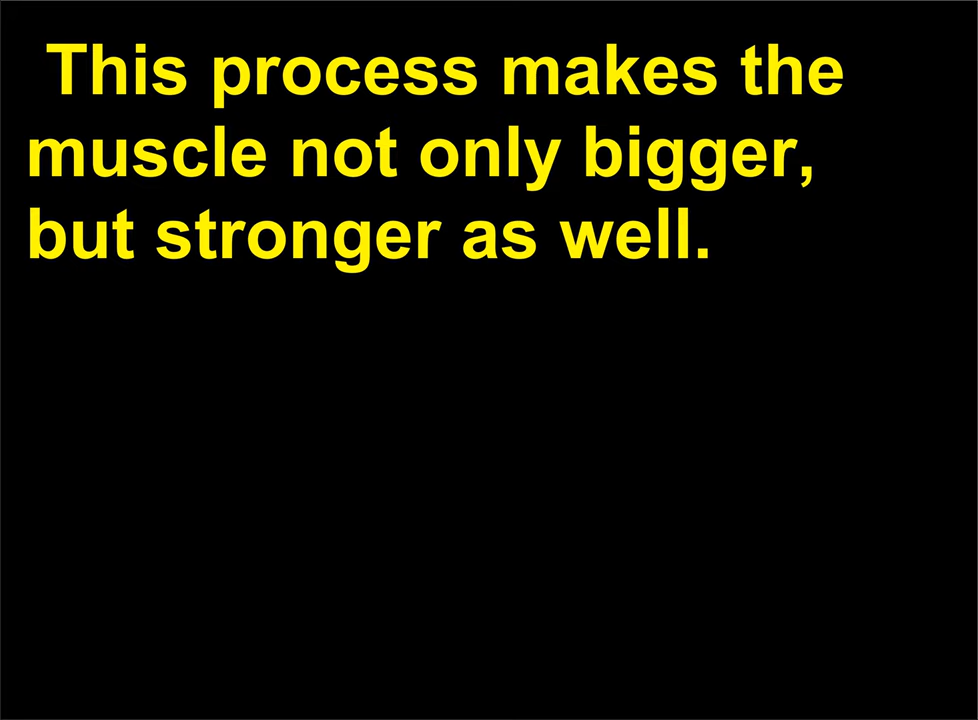 This process makes the
muscle not only bigger,
but stronger as well.